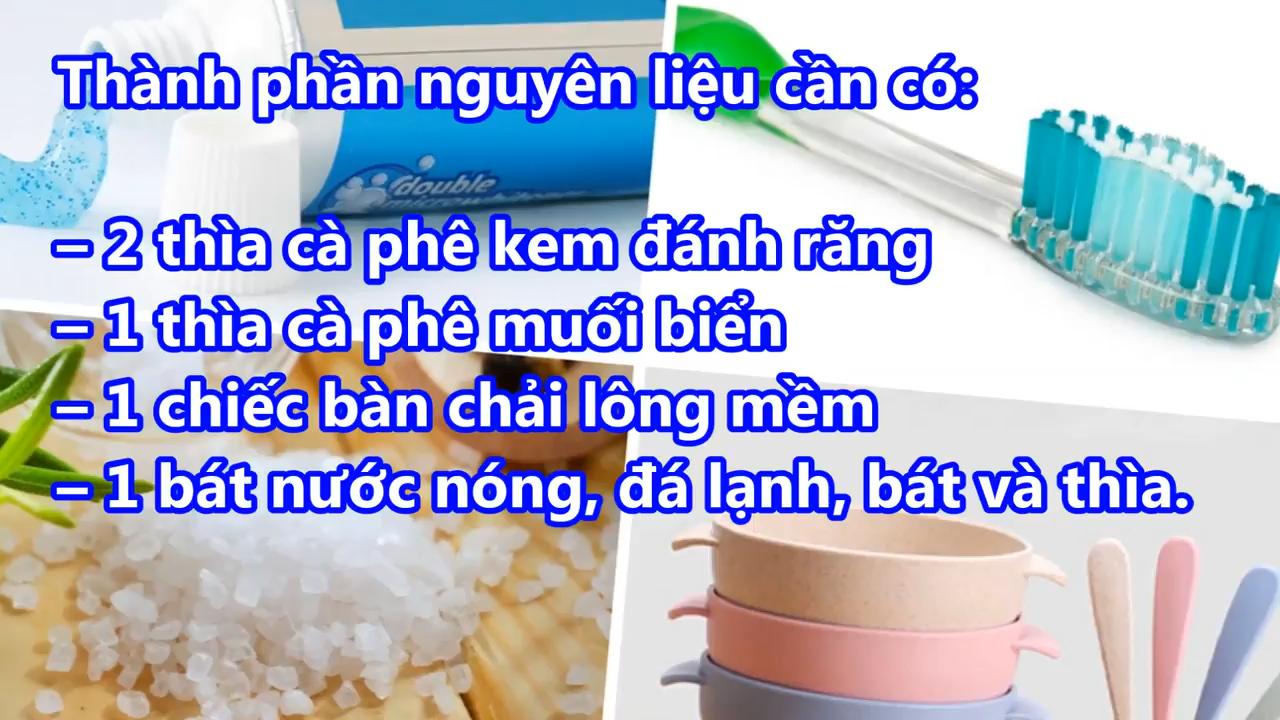 Thành phần nguyên liệu cần có:
double
– 2 thìa cà phê kem đánh răng
– 1 thìa cà phê muối biển
– 1 chiếc bàn chải lông mềm
– 1 bát nước nóng, đá lạnh, bát và thìa.